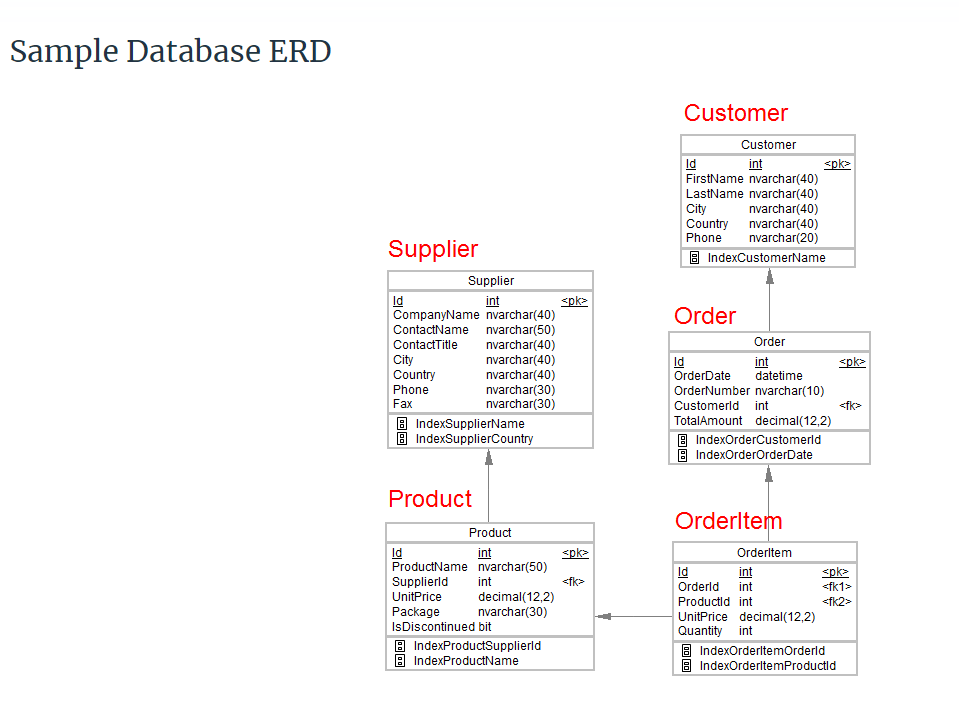 Sample Database ERD
Customer
Customer
Id int <pk>
FirstName nvarchar(40)
LastName nvarchar(40)
City nvarchar(40)
Country nvarchar(40)
Phone nvarchar(20)
IndexCustomerName
Supplier
Supplier
Id int <pk>
CompanyName nvarchar(40)
ContactName nvarchar(50)
ContactTitle nvarchar(40)
City nvarchar(40)
Country nvarchar(40)
Phone nvarchar(30)
Fax nvarchar(30)
IndexSupplierName
IndexSupplierCountry
Order
Order
Id int <pk>
OrderDate datetime
OrderNumber nvarchar(10)
CustomerId int <fk>
TotalAmount decimal(12,2)
IndexOrderCustomerId
IndexOrderOrderDate
Product
Product
Id int <pk>
ProductName nvarchar(50)
SupplierId int <fk>
UnitPrice decimal(12,2)
Package nvarchar(30)
IsDiscontinued bit
IndexProductSupplierId
IndexProductName
OrderItem
OrderItem
Id int <pk>
OrderId int <fk1>
ProductId int <fk2>
UnitPrice decimal(12,2)
Quantity int
IndexOrderItemOrderId
IndexOrderItemProductId